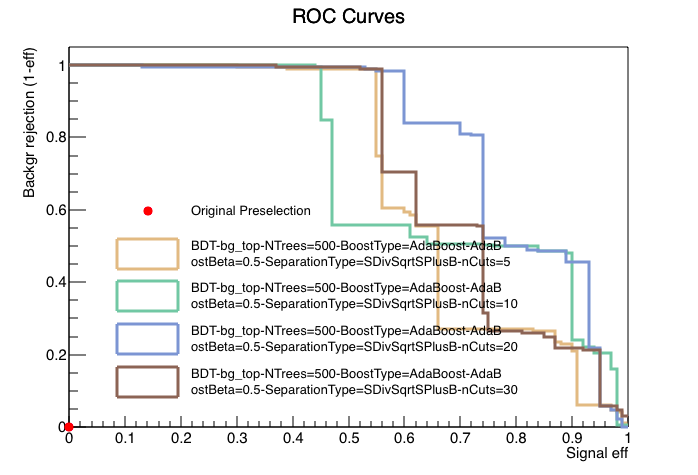 ROC Curves
Backgr rejection (1-eff)
1
0.8
0.6
0.4
0.2
0
Original Preselection
BDT-bg_top-NTrees=500-BoostType=AdaBoost-AdaB
ostBeta=0.5-SeparationType=SDivSqrtSPlusB-nCuts=5
BDT-bg_top-NTrees=500-BoostType=AdaBoost-AdaB
ostBeta=0.5-SeparationType=SDivSqrtSPlusB-nCuts=10
BDT-bg_top-NTrees=500-BoostType=AdaBoost-AdaB
ostBeta=0.5-SeparationType=SDivSqrtSPlusB-nCuts=20
BDT-bg_top-NTrees=500-BoostType=AdaBoost-AdaB
ostBeta=0.5-SeparationType=SDivSqrtSPlusB-nCuts=30
0 0.1 0.2 0.3 0.4 0.5 0.6 0.7 0.8 0.9 1
Signal eff